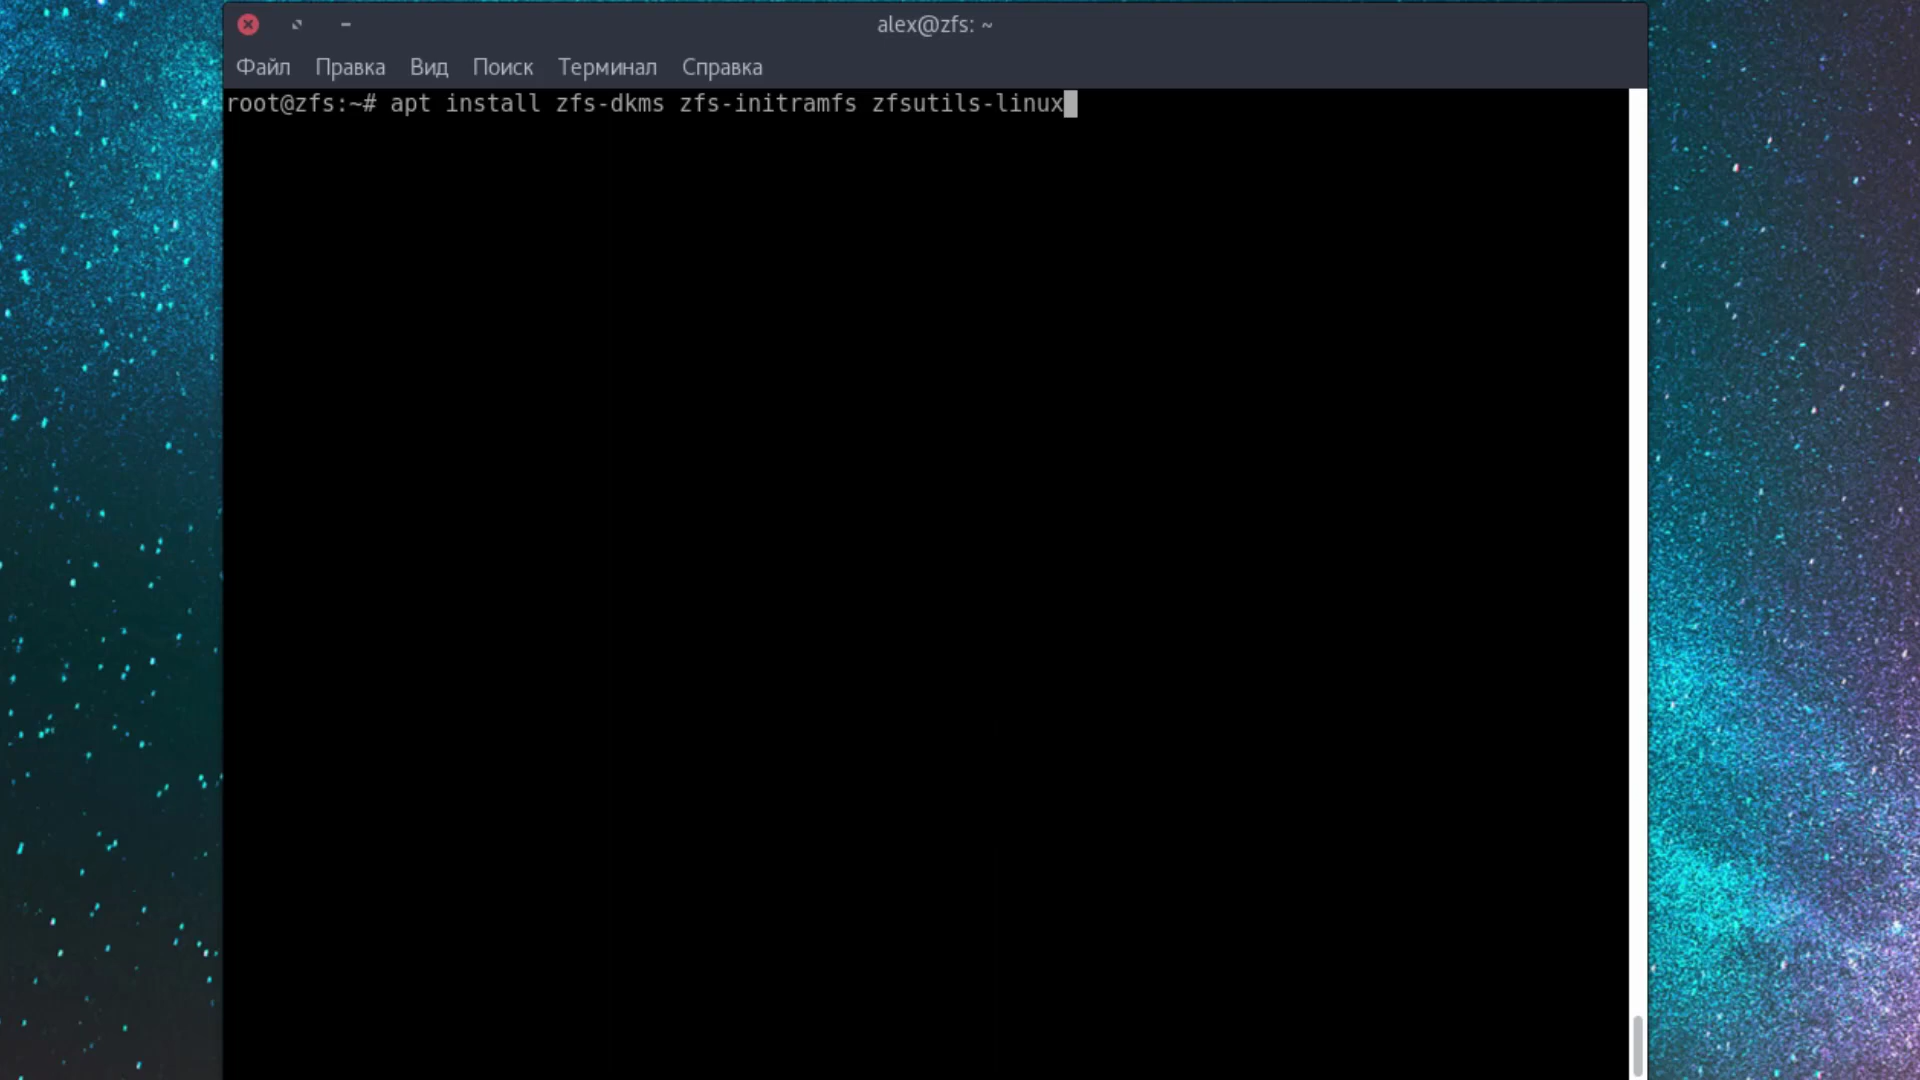 alex@zfs: ~
Файл Правка Вид Поиск Терминал Справка
root@zfs:~# apt install zfs-dkms zfs-initramfs zfsutils-linux